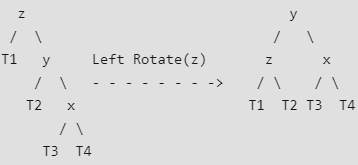 z                                y
 /  \                            /   \
T1   y     Left Rotate(z)       z      x
    /  \   - - - - - - - ->    / \    / \
   T2   x                     T1  T2 T3  T4
       / \
     T3  T4